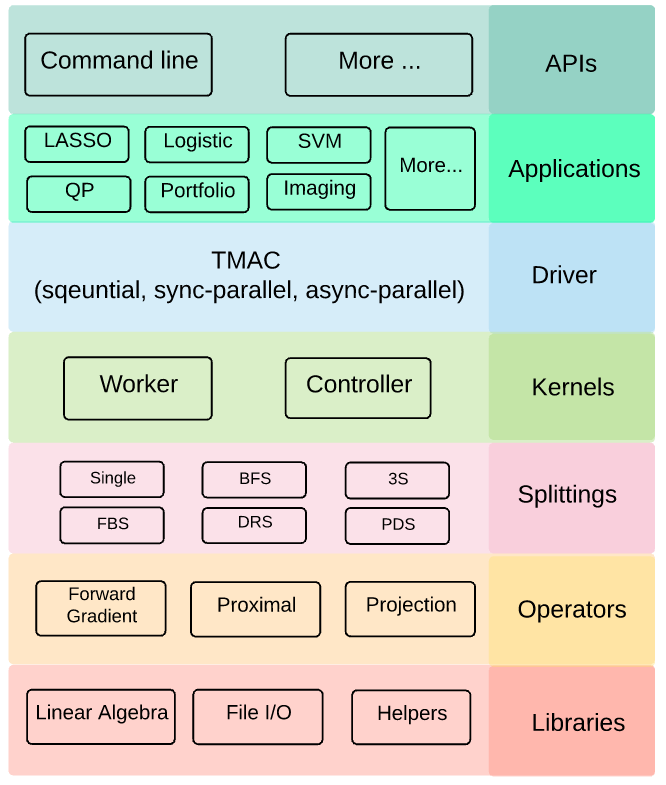 Command line
More ...
APIs
LASSO
Logistic
SVM
More...
QP
Portfolio
Imaging
Applications
TMAC
(sqeuntial, sync-parallel, async-parallel)
Driver
Worker
Controller
Kernels
Single
BFS
3S
FBS
DRS
PDS
Splittings
Forward
Gradient
Proximal
Projection
Operators
Linear Algebra
File I/O
Helpers
Libraries